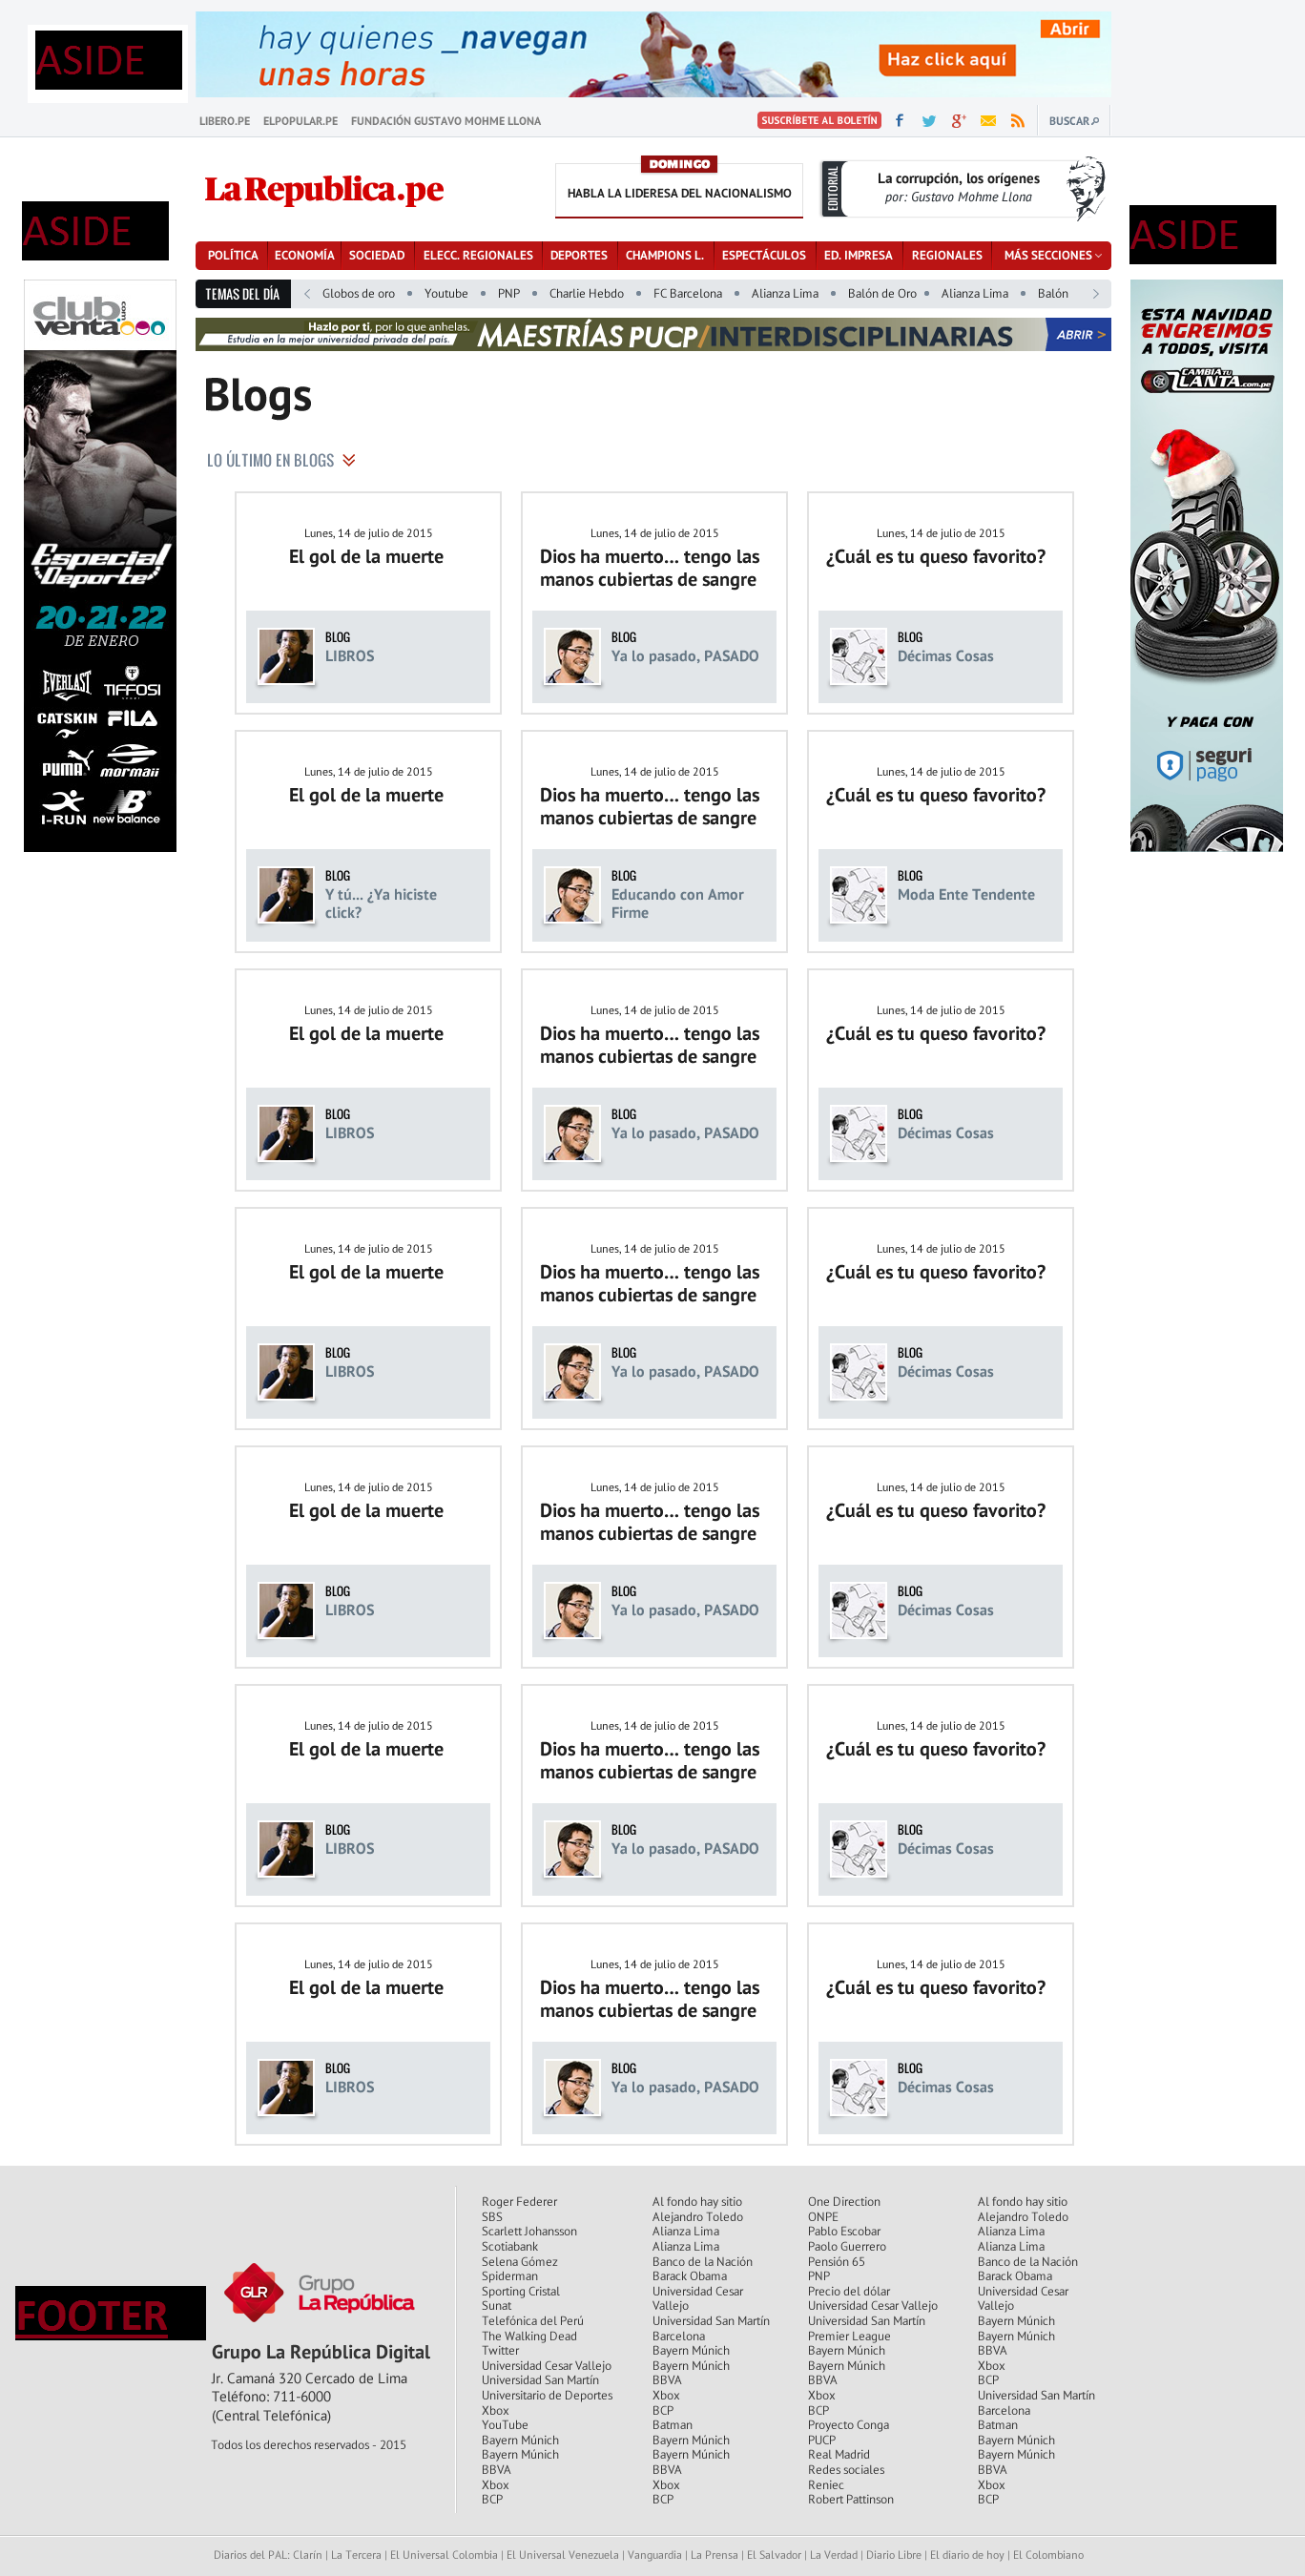 ASIDE
hay quienes _navegan
unas horas
Abrir
Haz click aquí
LIBERO.PE ELPOPULAR.PE FUNDACIÓN GUSTAVO MOHME LLONA
SUSCRÍBETE AL BOLETÍN
BUSCAR
ASIDE
ASIDE
LaRepublica.pe
DOMINGO
HABLA LA LIDERESA DEL NACIONALISMO
EDITORIAL
La corrupción, los orígenes
por: Gustavo Mohme Llona
POLÍTICA ECONOMÍA SOCIEDAD ELECC. REGIONALES DEPORTES CHAMPIONS L. ESPECTÁCULOS ED. IMPRESA REGIONALES MÁS SECCIONES
TEMAS DEL DÍA Globos de oro • Youtube • PNP • Charlie Hebdo • FC Barcelona • Alianza Lima • Balón de Oro • Alianza Lima • Balón
Hazlo por ti, por lo que anhelas.
Estudia en la mejor universidad privada del país.
MAESTRÍAS PUCP/INTERDISCIPLINARIAS
ABRIR >
club
venta
.com
Especial
Deporte
20·21·22
DE ENERO
EVERLAST
TIFFOSI
CATSKIN FILA
PUMA mormaii
I-RUN new balance
ESTA NAVIDAD
ENGREIMOS
A TODOS, VISITA
CAMBIA TU
LLANTA.com.pe
Y PAGA CON
seguri
pago
Blogs
LO ÚLTIMO EN BLOGS
Lunes, 14 de julio de 2015
El gol de la muerte
BLOG
LIBROS
Lunes, 14 de julio de 2015
Dios ha muerto... tengo las
manos cubiertas de sangre
BLOG
Ya lo pasado, PASADO
Lunes, 14 de julio de 2015
¿Cuál es tu queso favorito?
BLOG
Décimas Cosas
Lunes, 14 de julio de 2015
El gol de la muerte
BLOG
Y tú... ¿Ya hiciste
click?
Lunes, 14 de julio de 2015
Dios ha muerto... tengo las
manos cubiertas de sangre
BLOG
Educando con Amor
Firme
Lunes, 14 de julio de 2015
¿Cuál es tu queso favorito?
BLOG
Moda Ente Tendente
Lunes, 14 de julio de 2015
El gol de la muerte
BLOG
LIBROS
Lunes, 14 de julio de 2015
Dios ha muerto... tengo las
manos cubiertas de sangre
BLOG
Ya lo pasado, PASADO
Lunes, 14 de julio de 2015
¿Cuál es tu queso favorito?
BLOG
Décimas Cosas
Lunes, 14 de julio de 2015
El gol de la muerte
BLOG
LIBROS
Lunes, 14 de julio de 2015
Dios ha muerto... tengo las
manos cubiertas de sangre
BLOG
Ya lo pasado, PASADO
Lunes, 14 de julio de 2015
¿Cuál es tu queso favorito?
BLOG
Décimas Cosas
Lunes, 14 de julio de 2015
El gol de la muerte
BLOG
LIBROS
Lunes, 14 de julio de 2015
Dios ha muerto... tengo las
manos cubiertas de sangre
BLOG
Ya lo pasado, PASADO
Lunes, 14 de julio de 2015
¿Cuál es tu queso favorito?
BLOG
Décimas Cosas
Lunes, 14 de julio de 2015
El gol de la muerte
BLOG
LIBROS
Lunes, 14 de julio de 2015
Dios ha muerto... tengo las
manos cubiertas de sangre
BLOG
Ya lo pasado, PASADO
Lunes, 14 de julio de 2015
¿Cuál es tu queso favorito?
BLOG
Décimas Cosas
Lunes, 14 de julio de 2015
El gol de la muerte
BLOG
LIBROS
Lunes, 14 de julio de 2015
Dios ha muerto... tengo las
manos cubiertas de sangre
BLOG
Ya lo pasado, PASADO
Lunes, 14 de julio de 2015
¿Cuál es tu queso favorito?
BLOG
Décimas Cosas
FOOTER
GLR
Grupo
La República
Grupo La República Digital
Jr. Camaná 320 Cercado de Lima
Teléfono: 711-6000
(Central Telefónica)
Todos los derechos reservados - 2015
Roger Federer
SBS
Scarlett Johansson
Scotiabank
Selena Gómez
Spiderman
Sporting Cristal
Sunat
Telefónica del Perú
The Walking Dead
Twitter
Universidad Cesar Vallejo
Universidad San Martín
Universitario de Deportes
Xbox
YouTube
Bayern Múnich
Bayern Múnich
BBVA
Xbox
BCP
Al fondo hay sitio
Alejandro Toledo
Alianza Lima
Alianza Lima
Banco de la Nación
Barack Obama
Universidad Cesar
Vallejo
Universidad San Martín
Barcelona
Bayern Múnich
Bayern Múnich
BBVA
Xbox
BCP
Batman
Bayern Múnich
Bayern Múnich
BBVA
Xbox
BCP
One Direction
ONPE
Pablo Escobar
Paolo Guerrero
Pensión 65
PNP
Precio del dólar
Universidad Cesar Vallejo
Universidad San Martín
Premier League
Bayern Múnich
Bayern Múnich
BBVA
Xbox
BCP
Proyecto Conga
PUCP
Real Madrid
Redes sociales
Reniec
Robert Pattinson
Al fondo hay sitio
Alejandro Toledo
Alianza Lima
Alianza Lima
Banco de la Nación
Barack Obama
Universidad Cesar
Vallejo
Bayern Múnich
Bayern Múnich
BBVA
Xbox
BCP
Universidad San Martín
Barcelona
Batman
Bayern Múnich
Bayern Múnich
BBVA
Xbox
BCP
Diarios del PAL: Clarín | La Tercera | El Universal Colombia | El Universal Venezuela | Vanguardia | La Prensa | El Salvador | La Verdad | Diario Libre | El diario de hoy | El Colombiano